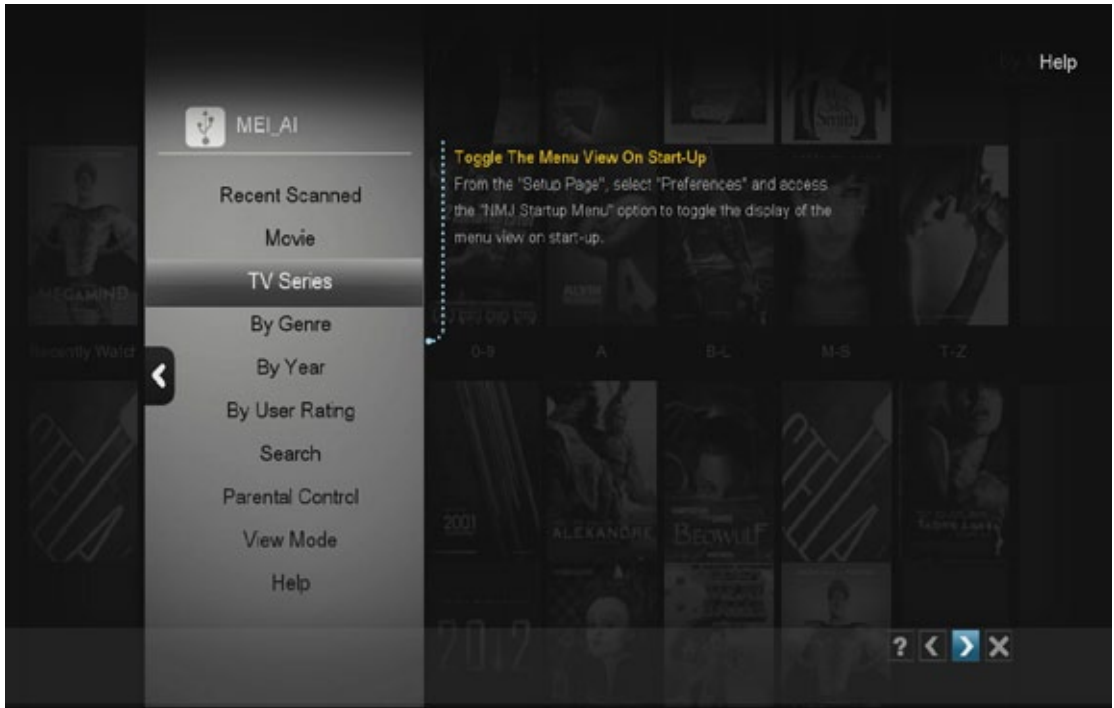 Help
MEI_AI
Recent Scanned
Movie
TV Series
By Genre
By Year
By User Rating
Search
Parental Control
View Mode
Help
Toggle The Menu View On Start-Up
From the "Setup Page", select "Preferences" and access
the "NMJ Startup Menu" option to toggle the display of the
menu view on start-up.
Smith
MEGAMIND
ALVIN
Recently Watch
0-9
A
B-L
M-S
T-Z
2001
ALEXANDRE
BEOWULF
2012
? < > X